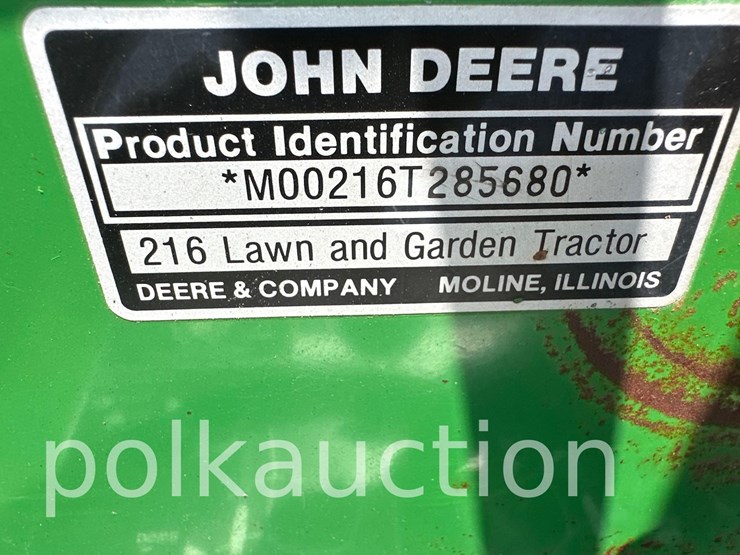 JOHN DEERE
Product Identification Number
*M00216T285680*
216 Lawn and Garden Tractor
DEERE & COMPANY MOLINE, ILLINOIS
polkauction